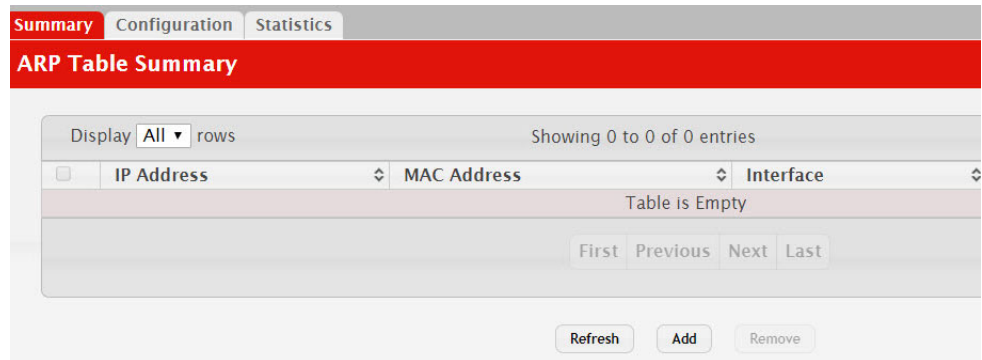 Summary Configuration Statistics
ARP Table Summary
Display All rows Showing 0 to 0 of 0 entries
IP Address MAC Address Interface
Table is Empty
First Previous Next Last
Refresh Add Remove